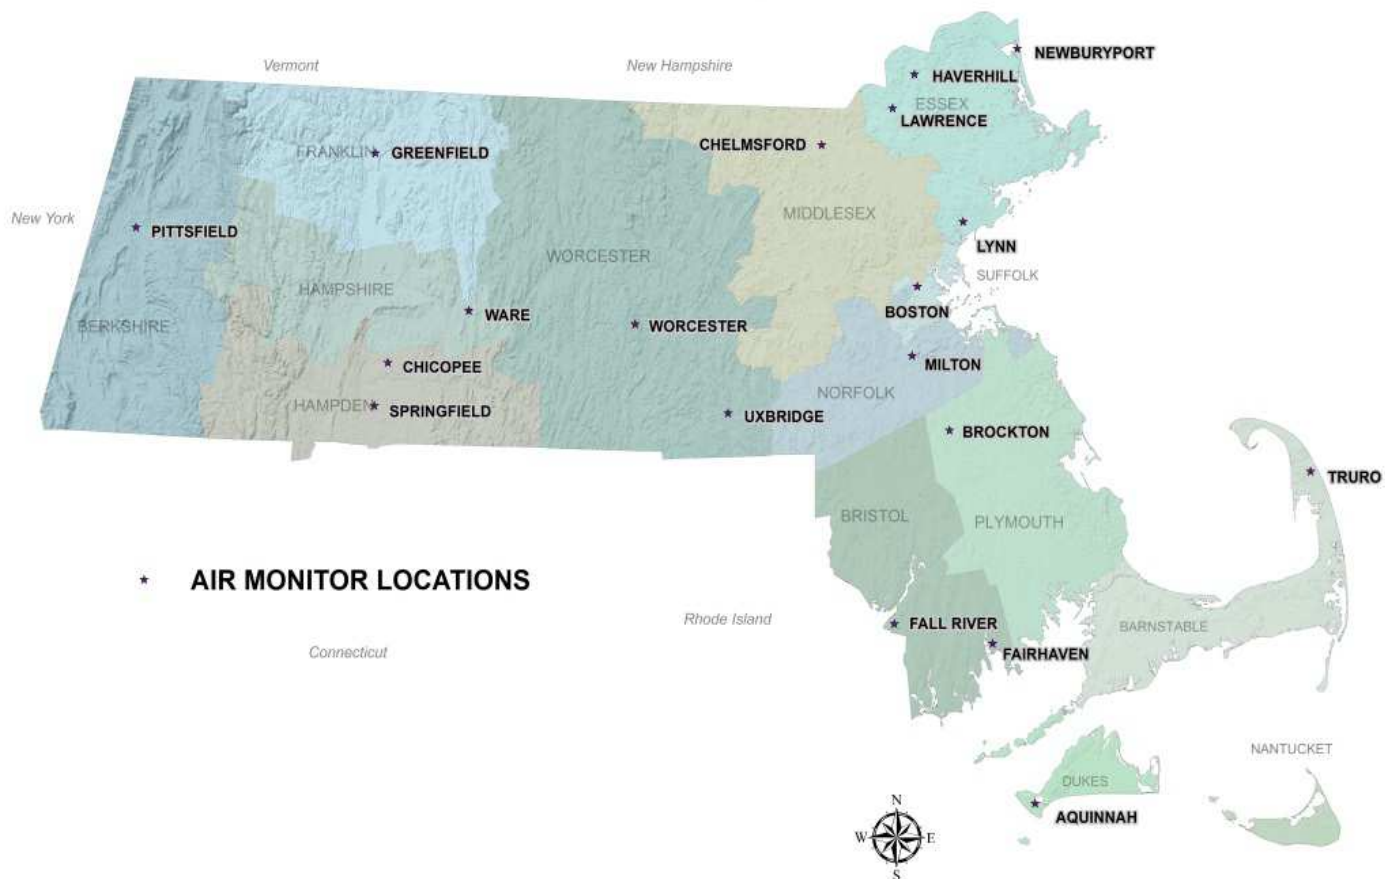 NEWBURYPORT
Vermont
New Hampshire
HAVERHILL
ESSEX
LAWRENCE
CHELMSFORD
FRANKLIN
GREENFIELD
New York
MIDDLESEX
PITTSFIELD
LYNN
WORCESTER
SUFFOLK
HAMPSHIRE
BOSTON
WARE
BERKSHIRE
WORCESTER
CHICOPEE
MILTON
NORFOLK
HAMPDEN
SPRINGFIELD
UXBRIDGE
BROCKTON
TRURO
BRISTOL
PLYMOUTH
AIR MONITOR LOCATIONS
Rhode Island
FALL RIVER
BARNSTABLE
Connecticut
FAIRHAVEN
NANTUCKET
DUKES
N
AQUINNAH
W
E
S